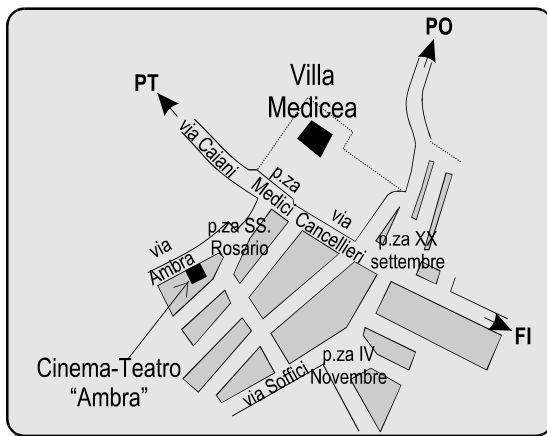 PO
Villa
Medicea
PT
via Caiani
p.za
Medici
via
Cancellieri
p.za SS.
Rosario
p.za XX
settembre
via
Ambra
FI
Cinema-Teatro
“Ambra”
p.za IV
Novembre
via Soffici